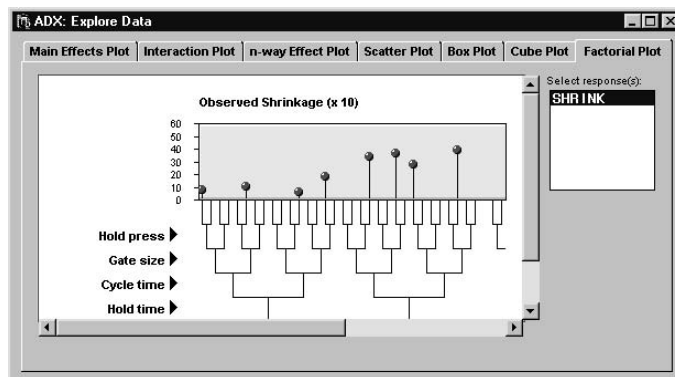 ADX: Explore Data
Main Effects Plot Interaction Plot n-way Effect Plot Scatter Plot Box Plot Cube Plot Factorial Plot
Select response(s):
SHRINK
Observed Shrinkage (x 10)
60
50
40
30
20
10
0
Hold press
Gate size
Cycle time
Hold time